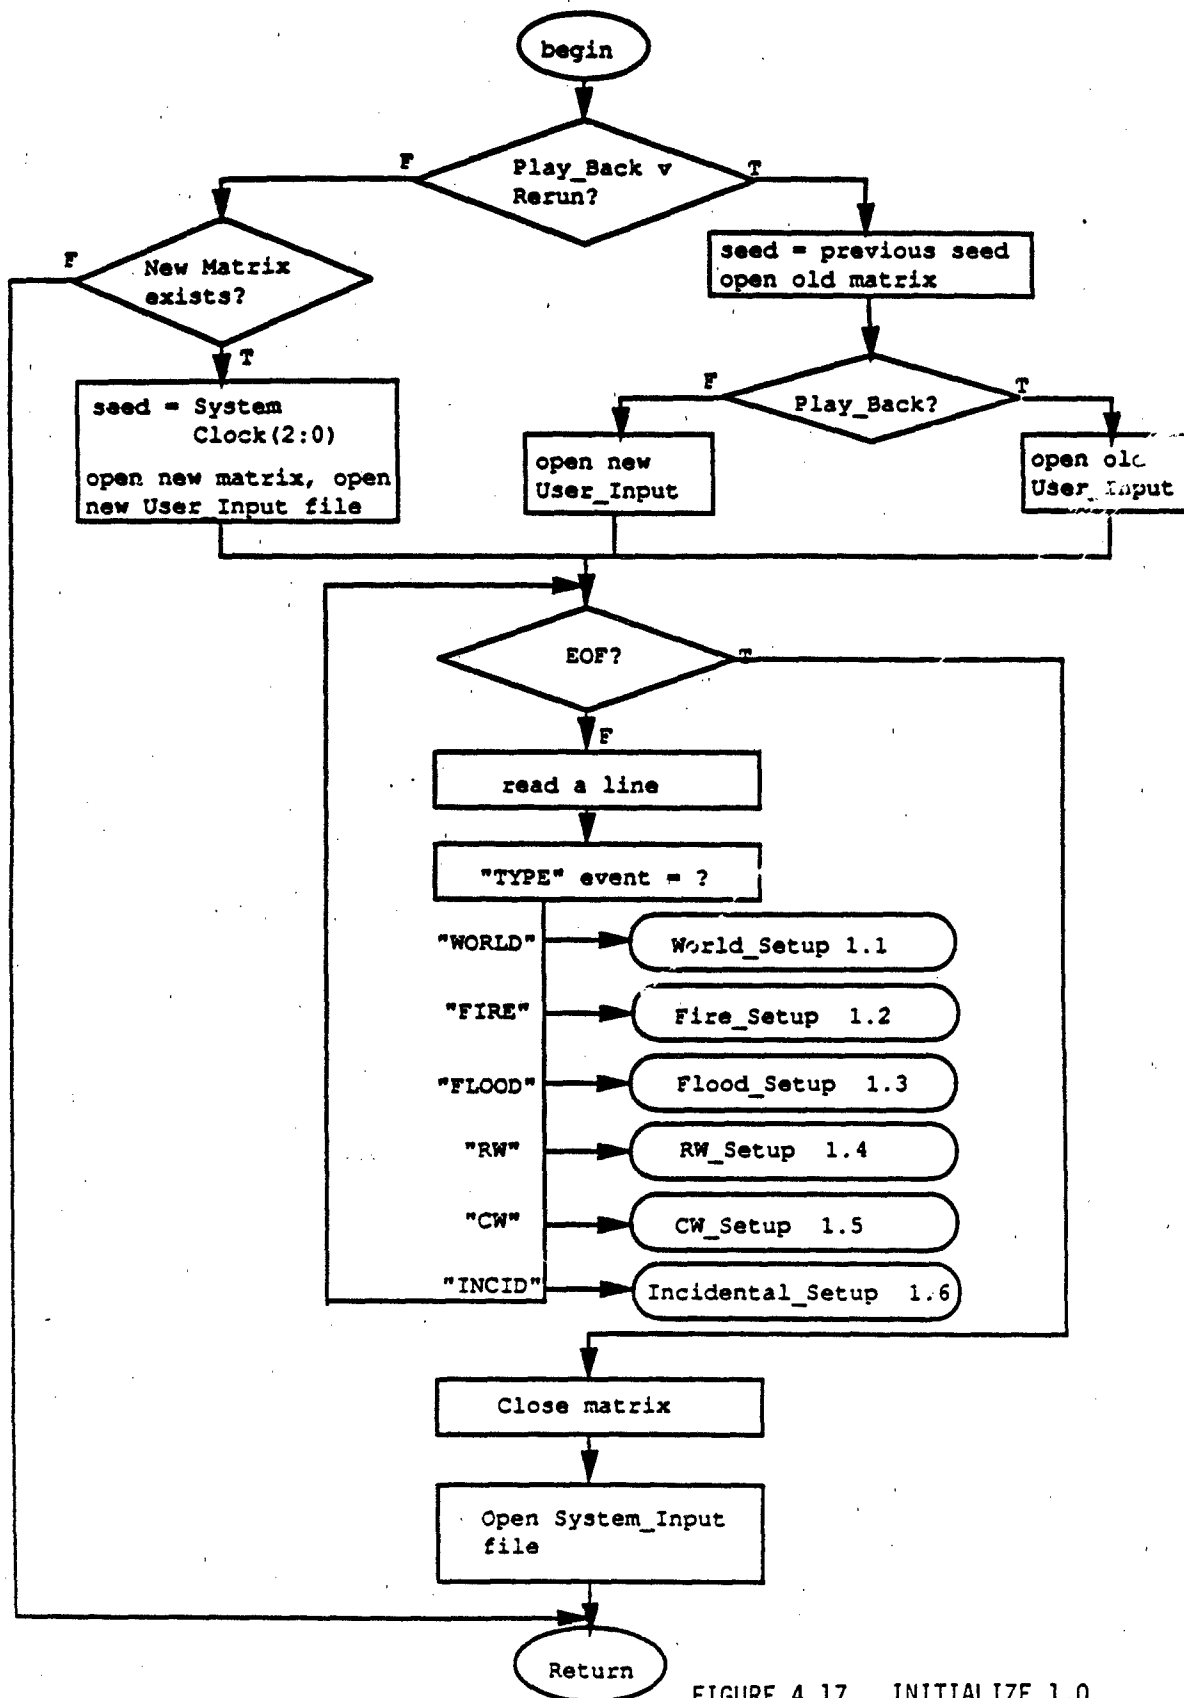 begin
F
Play_Back v
Rerun?
T
F
New Matrix
exists?
T
seed = previous seed
open old matrix
seed = System
Clock(2:0)
open new matrix, open
new User_Input file
F
Play_Back?
T
open new
User_Input
open old
User_Input
EOF?
T
F
read a line
"TYPE" event = ?
"WORLD"
World_Setup 1.1
"FIRE"
Fire_Setup 1.2
"FLOOD"
Flood_Setup 1.3
"RW"
RW_Setup 1.4
"CW"
CW_Setup 1.5
"INCID"
Incidental_Setup 1.6
Close matrix
Open System_Input
file
Return
FIGURE 4.17 INITIALIZE 1.0